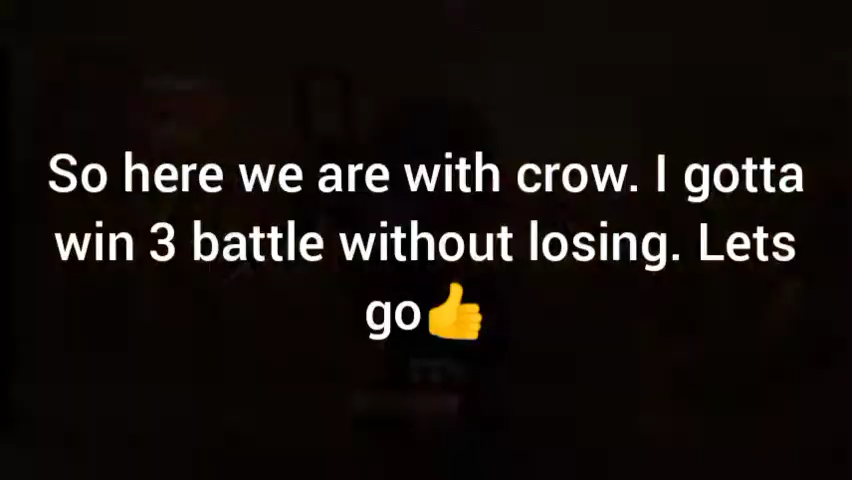 So here we are with crow. I gotta
win 3 battle without losing. Lets
go👍